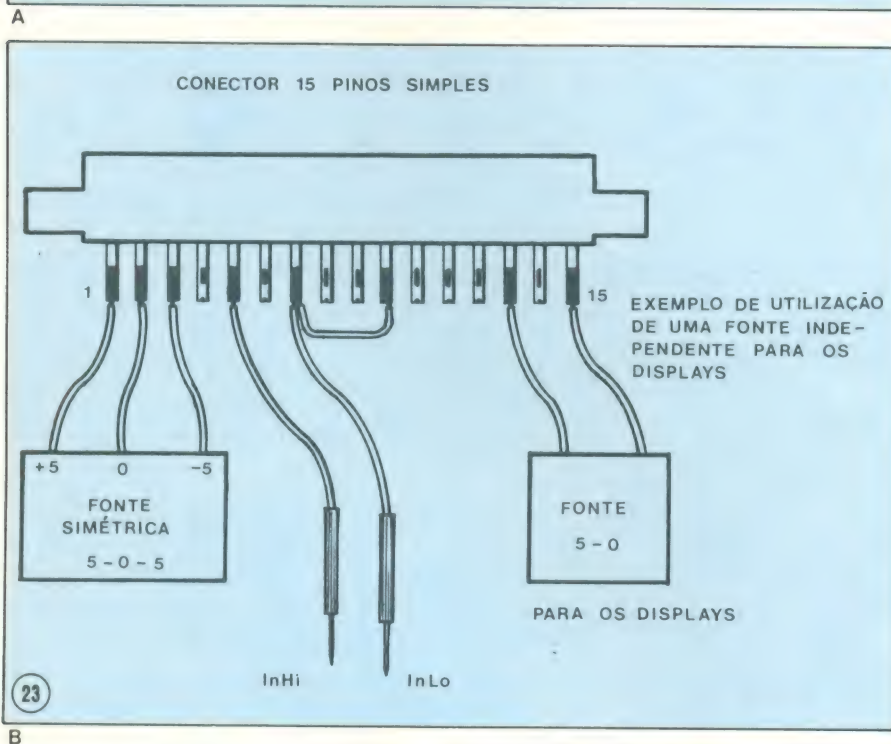 A
CONECTOR 15 PINOS SIMPLES
1
15
EXEMPLO DE UTILIZAÇÃO
DE UMA FONTE INDE-
PENDENTE PARA OS
DISPLAYS
+5 0 -5
FONTE
SIMÉTRICA
5-0-5
FONTE
5-0
PARA OS DISPLAYS
InHi
InLo
23
B